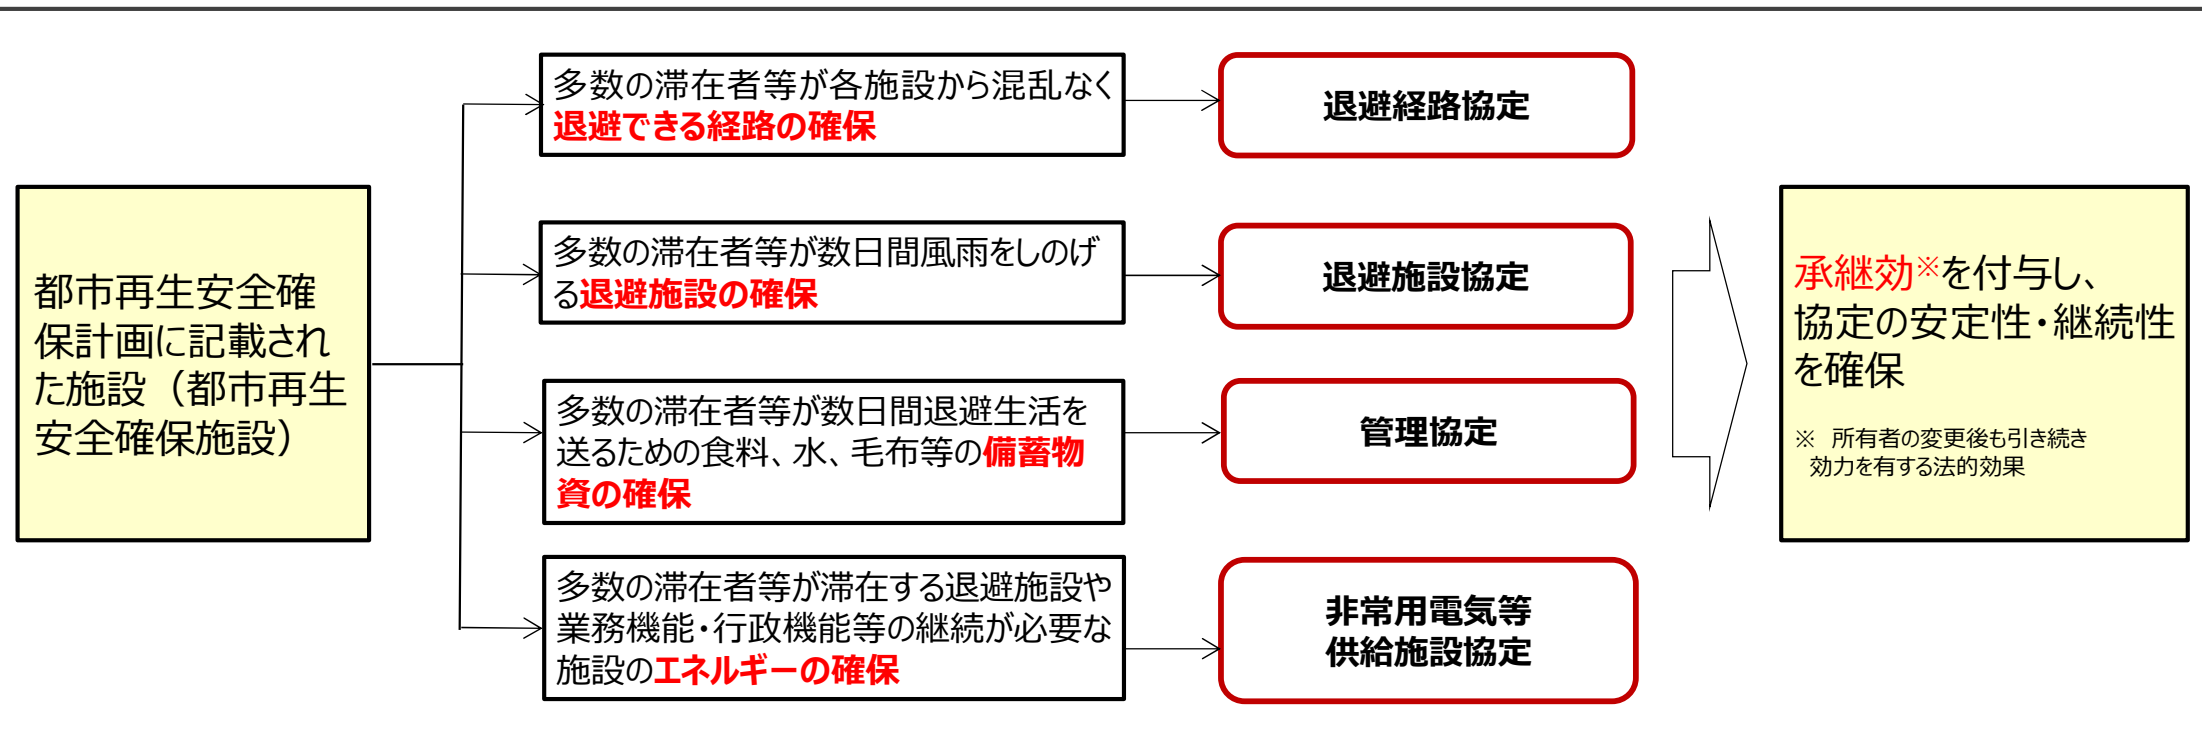 都市再生安全確
保計画に記載され
た施設（都市再生
安全確保施設）
多数の滞在者等が各施設から混乱なく
退避できる経路の確保
退避経路協定
多数の滞在者等が数日間風雨をしのげ
る退避施設の確保
退避施設協定
多数の滞在者等が数日間退避生活を
送るための食料、水、毛布等の備蓄物
資の確保
管理協定
多数の滞在者等が滞在する退避施設や
業務機能・行政機能等の継続が必要な
施設のエネルギーの確保
非常用電気等
供給施設協定
承継効※を付与し、
協定の安定性・継続性
を確保
※　所有者の変更後も引き続き
効力を有する法的効果